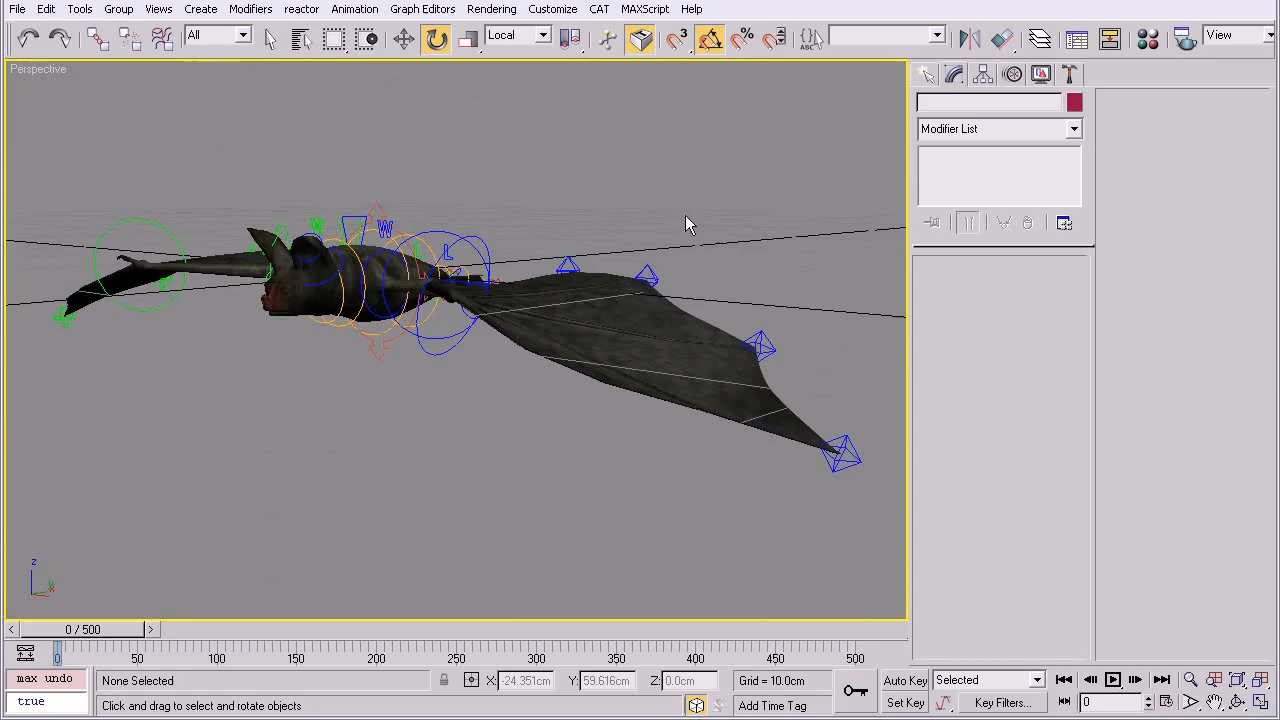 File Edit Tools Group Views Create Modifiers reactor Animation Graph Editors Rendering Customize CAT MAXScript Help
All Local 3 % ABC View
Perspective
Modifier List
W W
L
z
0 / 500
0 50 100 150 200 250 300 350 400 450 500
max undo None Selected X: -24.351cm Y: 59.616cm Z: 0.0cm Grid = 10.0cm Auto Key Selected
true Click and drag to select and rotate objects Add Time Tag Set Key Key Filters... 0